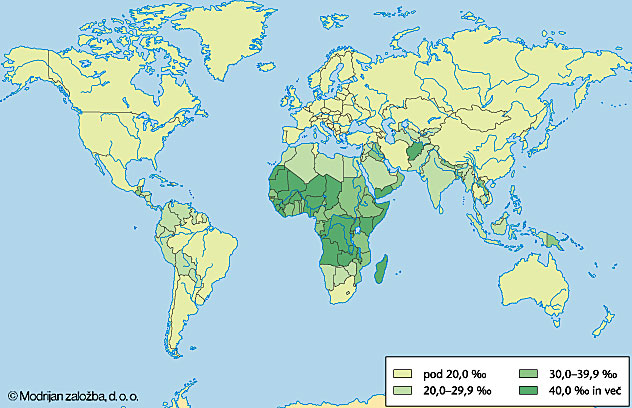 pod 20,0 ‰
20,0–29,9 ‰
30,0–39,9 ‰
40,0 ‰ in več
© Modrijan založba, d. o. o.